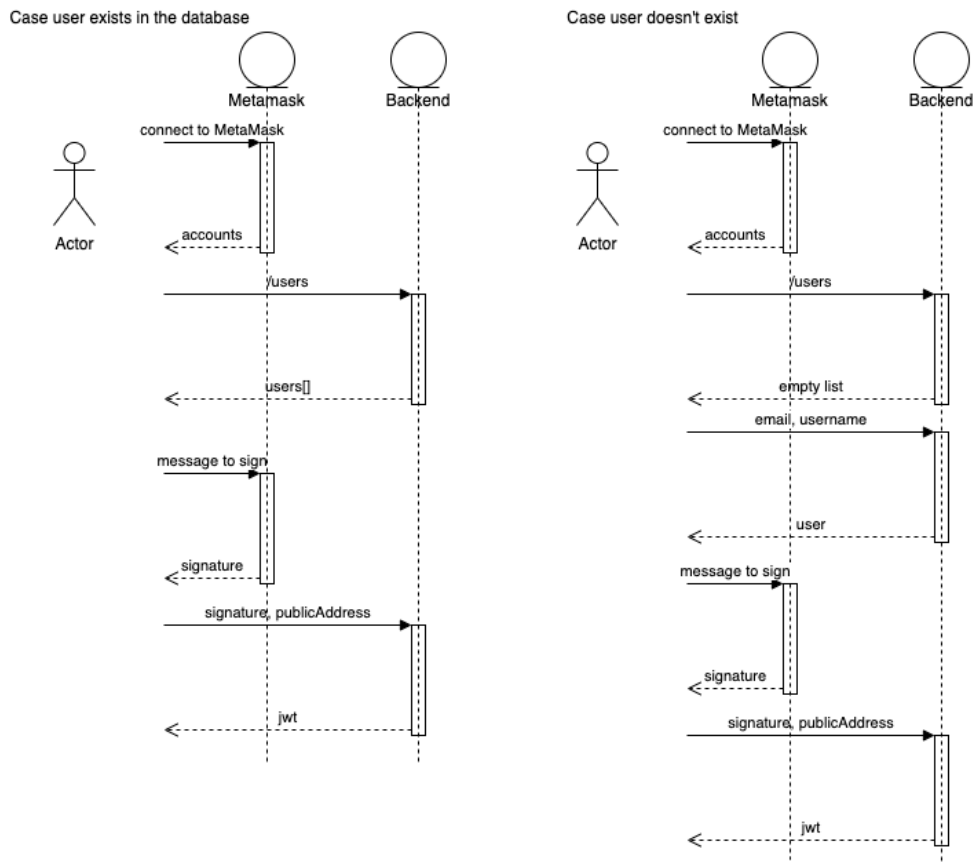 Case user exists in the database
Metamask
Backend
connect to MetaMask
Actor
accounts
/users
users[]
message to sign
signature
signature, publicAddress
jwt
Case user doesn't exist
Metamask
Backend
connect to MetaMask
Actor
accounts
/users
empty list
email, username
user
message to sign
signature
signature, publicAddress
jwt